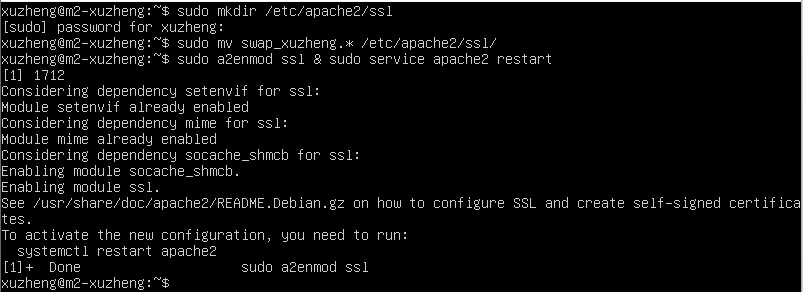 xuzheng@m2-xuzheng:~$ sudo mkdir /etc/apache2/ssl
[sudo] password for xuzheng:
xuzheng@m2-xuzheng:~$ sudo mv swap_xuzheng.* /etc/apache2/ssl/
xuzheng@m2-xuzheng:~$ sudo a2enmod ssl & sudo service apache2 restart
[1] 1712
Considering dependency setenvif for ssl:
Module setenvif already enabled
Considering dependency mime for ssl:
Module mime already enabled
Considering dependency socache_shmcb for ssl:
Enabling module socache_shmcb.
Enabling module ssl.
See /usr/share/doc/apache2/README.Debian.gz on how to configure SSL and create self-signed certifica
tes.
To activate the new configuration, you need to run:
  systemctl restart apache2
[1]+  Done                    sudo a2enmod ssl
xuzheng@m2-xuzheng:~$